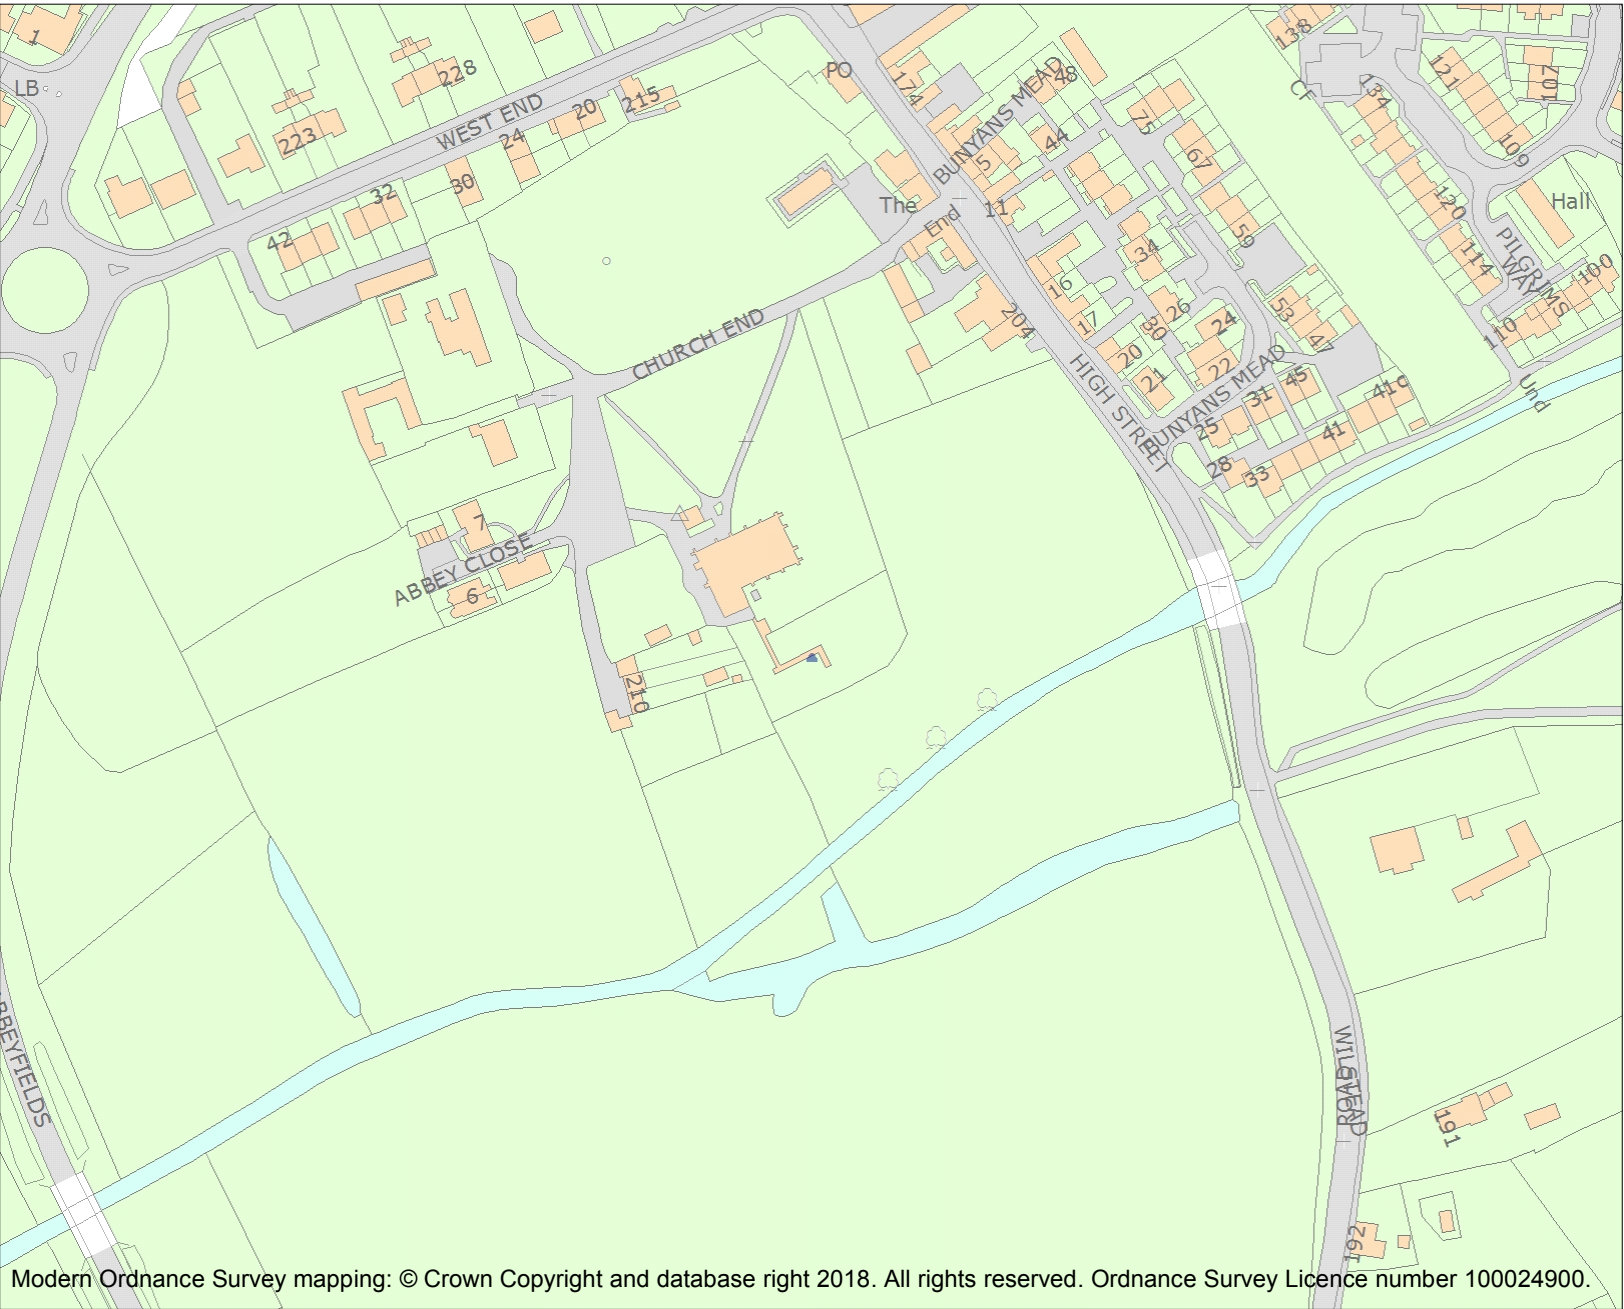 1
LB
228
223
WEST END
24
20
215
PO
174
BUNYANS MEAD
48
44
5
11
75
67
59
138
CF
134
121
107
109
120
114
Hall
PILGRIMS
WAY
100
110
Und
The
End
32
30
42
CHURCH END
204
16
17
34
26
30
24
20
21
22
53
47
BUNYANS MEAD
45
31
25
41c
41
28
33
HIGH STREET
7
ABBEY CLOSE
6
210
WILSTEAD
ROAD
191
192
BBEYFIELDS
Modern Ordnance Survey mapping: © Crown Copyright and database right 2018. All rights reserved. Ordnance Survey Licence number 100024900.